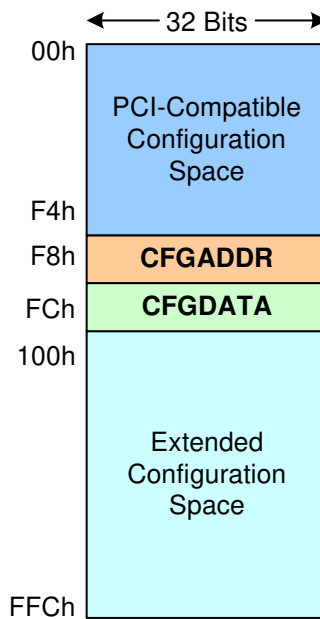 32 Bits
00h
PCI-Compatible
Configuration
Space
F4h
F8h
CFGADDR
FCh
CFGDATA
100h
Extended
Configuration
Space
FFCh